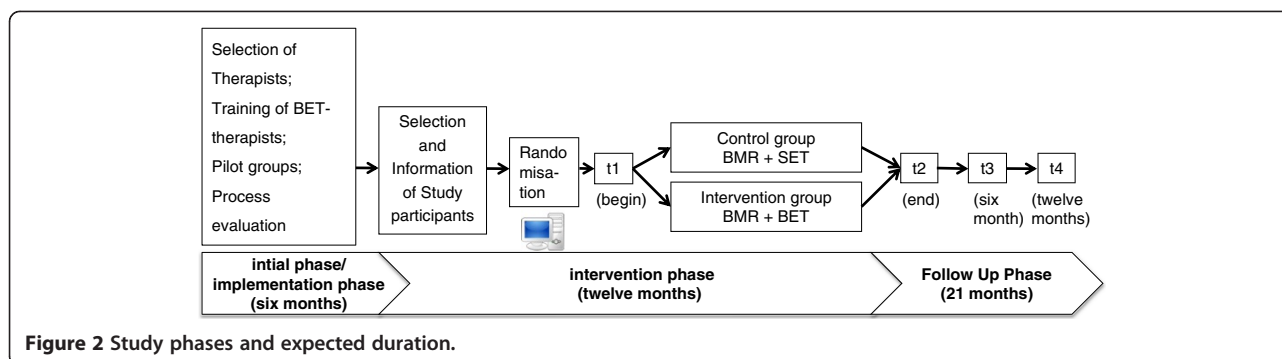 Selection of
Therapists;
Training of BET-
therapists;
Pilot groups;
Process
evaluation
Selection
and
Information
of Study
participants
Rando
misa-
tion
t1
(begin)
Control group
BMR + SET
Intervention group
BMR + BET
t2
(end)
t3
(six
month)
t4
(twelve
months)
intial phase/
implementation phase
(six months)
intervention phase
(twelve months)
Follow Up Phase
(21 months)
Figure 2 Study phases and expected duration.